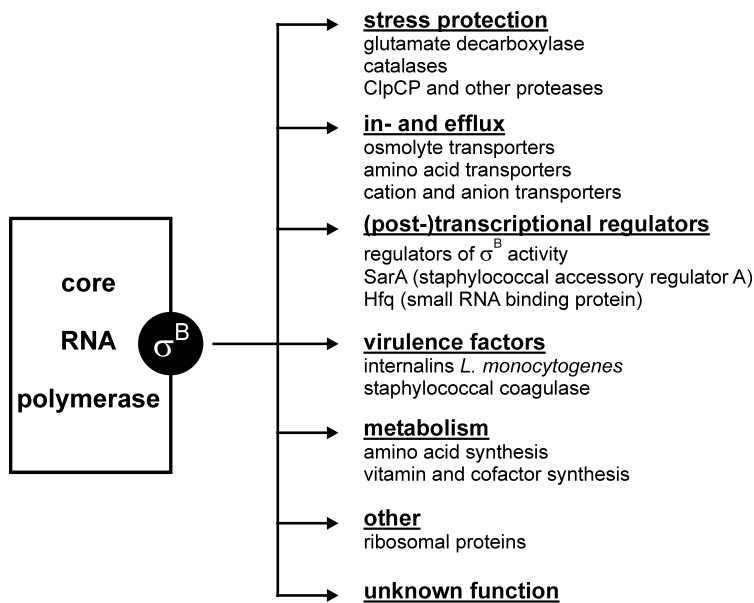 stress protection
glutamate decarboxylase
catalases
ClpCP and other proteases
in- and efflux
osmolyte transporters
amino acid transporters
cation and anion transporters
(post-)transcriptional regulators
regulators of σB activity
SarA (staphylococcal accessory regulator A)
Hfq (small RNA binding protein)
core
RNA
polymerase
σB
virulence factors
internalins L. monocytogenes
staphylococcal coagulase
metabolism
amino acid synthesis
vitamin and cofactor synthesis
other
ribosomal proteins
unknown function